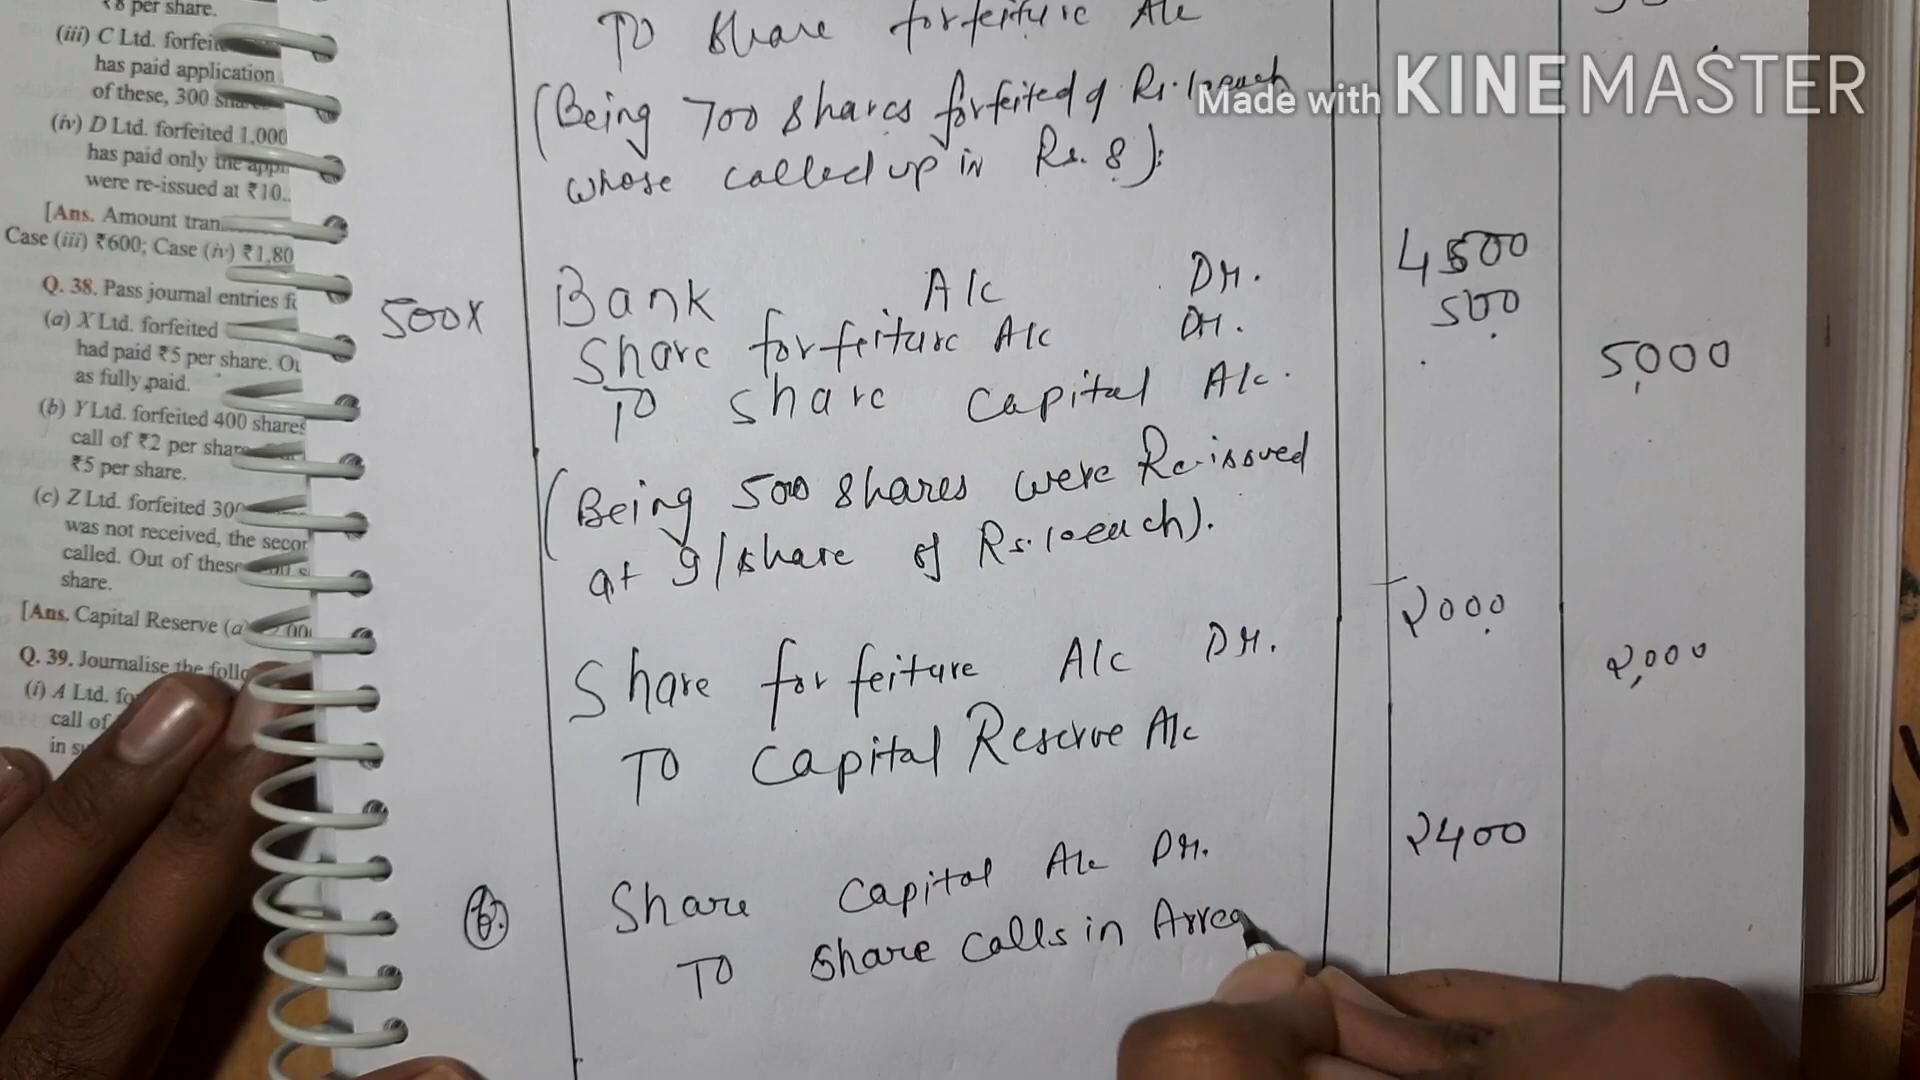 ₹8 per share.
(iii) C Ltd. forfeit
has paid application
of these, 300
(iv) D Ltd. forfeited 1,000
has paid only the
were re-issued at ₹10..
[Ans. Amount tran
Case (iii) ₹600; Case (iv) ₹1,80
Q. 38. Pass journal entries
(a) X Ltd. forfeited
had paid ₹5 per share.
as fully paid.
(b) Y Ltd. forfeited 400 shares
call of ₹2 per share
₹5 per share.
(c) Z Ltd. forfeited 300
was not received, the secon
called. Out of these
share.
[Ans. Capital Reserve (a)
Q. 39. Journalise the follo
(i) A Ltd. fo
call of
in su
To Share forfeiture A/c
(Being 700 shares forfeited of Rs. 10 each
whose called up in Rs. 8):
Made with KINEMASTER
500x Bank A/c Dr. 4500
Share forfeiture A/c Dr. 500
To share capital A/c. 5,000
(Being 500 shares were Re-issued
at 9/share of Rs. 10 each).
Share forfeiture A/c Dr. 2000
To Capital Reserve A/c 2,000
(b) Share Capital A/c Dr. 2400
To Share calls in Arrea